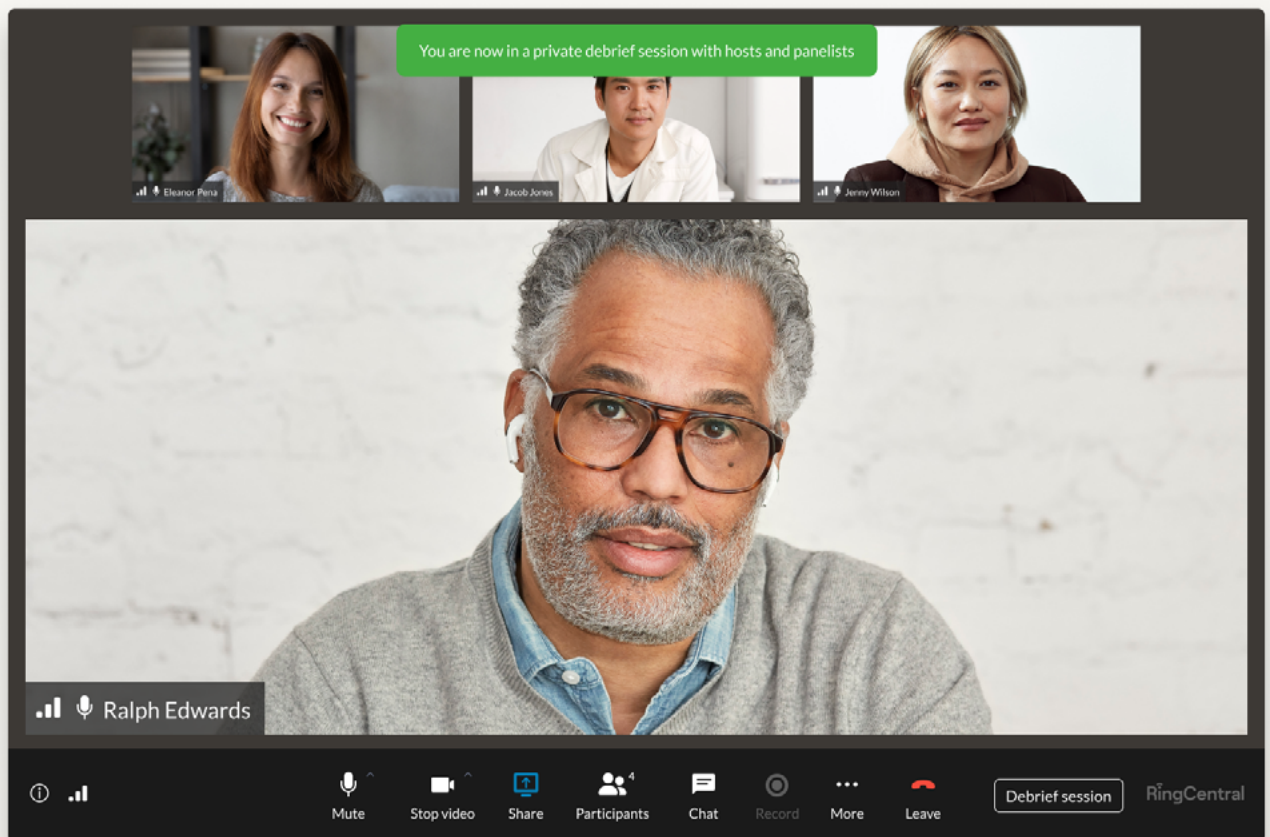 You are now in a private debrief session with hosts and panelists
Eleanor Pena
Jacob Jones
Jenny Wilson
Ralph Edwards
4
Mute
Stop video
Share
Participants
Chat
Record
More
Leave
Debrief session
RingCentral